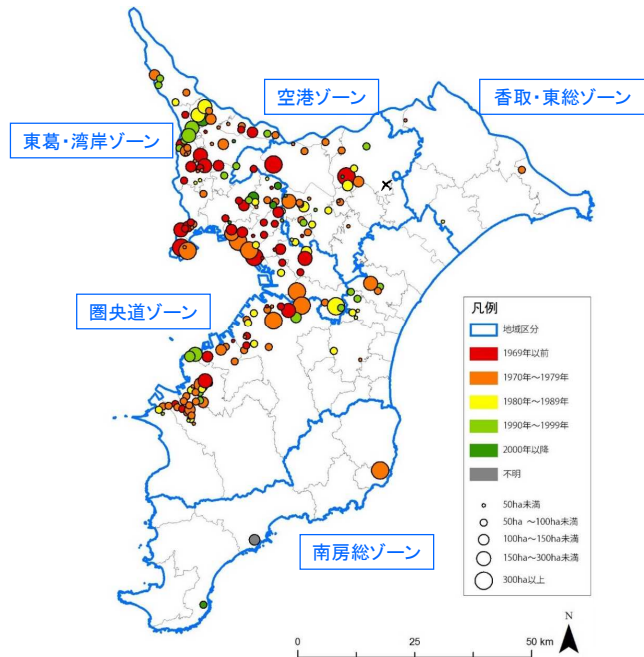 空港ゾーン
香取・東総ゾーン
東葛・湾岸ゾーン
圏央道ゾーン
南房総ゾーン
凡例
地域区分
1969年以前
1970年～1979年
1980年～1989年
1990年～1999年
2000年以降
不明
50ha未満
50ha ～100ha未満
100ha～150ha未満
150ha～300ha未満
300ha以上
N
0 25 50 km